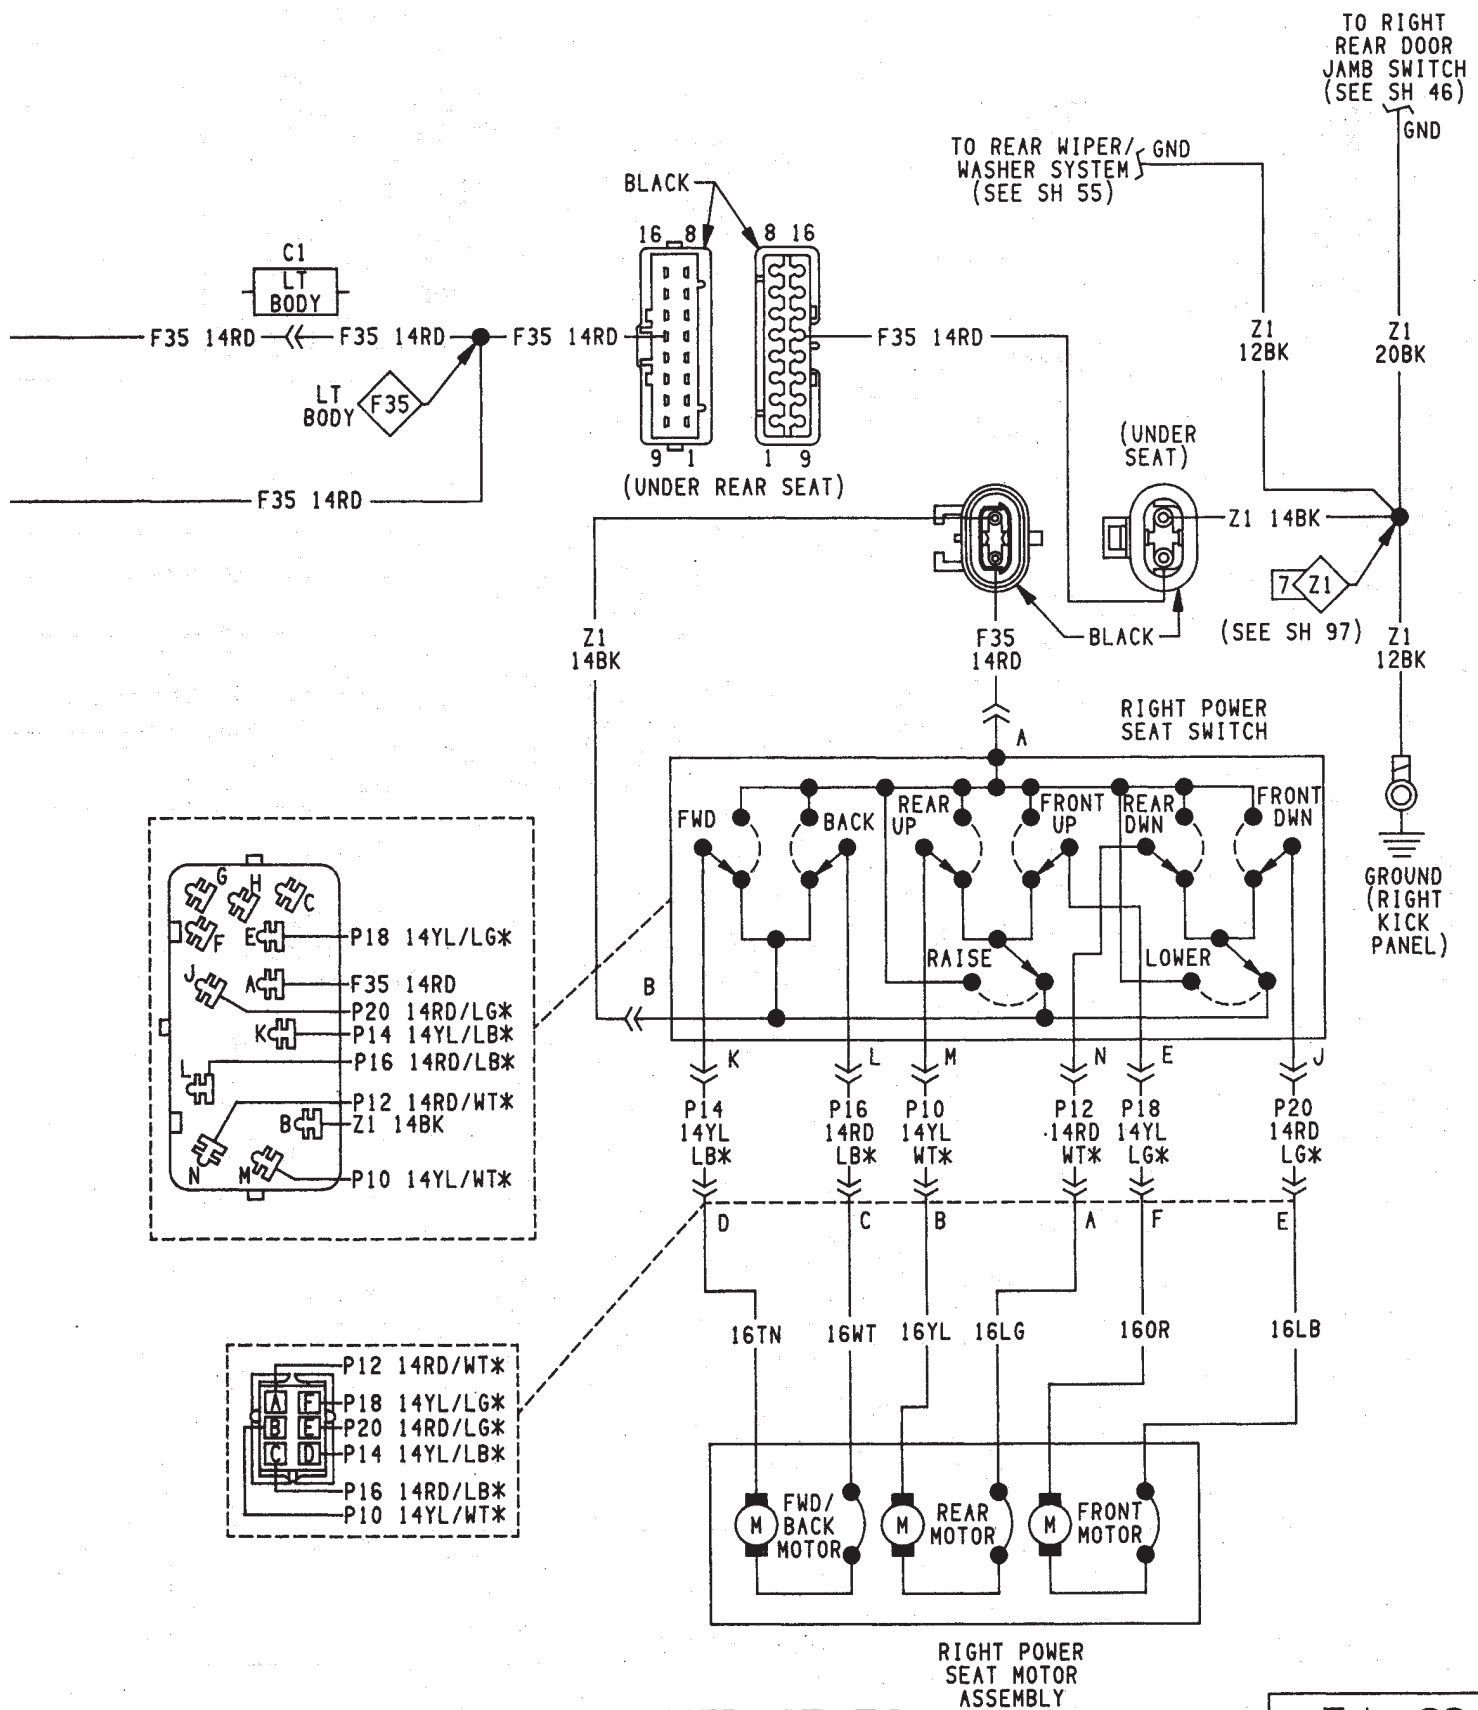 TO RIGHT
REAR DOOR
JAMB SWITCH
(SEE SH 46)
GND
TO REAR WIPER/
WASHER SYSTEM
(SEE SH 55)
GND
BLACK
16 8
8 16
C1
LT
BODY
F35 14RD
F35 14RD
F35 14RD
F35 14RD
Z1
12BK
Z1
20BK
LT
BODY
F35
9 1
1 9
(UNDER REAR SEAT)
(UNDER
SEAT)
F35 14RD
Z1 14BK
7
Z1
(SEE SH 97)
BLACK
Z1
14BK
F35
14RD
Z1
12BK
A
RIGHT POWER
SEAT SWITCH
FWD
BACK
REAR
UP
FRONT
UP
REAR
DWN
FRONT
DWN
RAISE
LOWER
B
GROUND
(RIGHT
KICK
PANEL)
G
H
C
F
E
P18 14YL/LG*
J
A
F35 14RD
P20 14RD/LG*
K
P14 14YL/LB*
L
P16 14RD/LB*
P12 14RD/WT*
B
Z1 14BK
N
M
P10 14YL/WT*
K
L
M
N
E
J
P14
14YL
LB*
P16
14RD
LB*
P10
14YL
WT*
P12
14RD
WT*
P18
14YL
LG*
P20
14RD
LG*
D
C
B
A
F
E
16TN
16WT
16YL
16LG
16OR
16LB
P12 14RD/WT*
A F
P18 14YL/LG*
B E
P20 14RD/LG*
C D
P14 14YL/LB*
P16 14RD/LB*
P10 14YL/WT*
M
FWD/
BACK
MOTOR
M
REAR
MOTOR
M
FRONT
MOTOR
RIGHT POWER
SEAT MOTOR
ASSEMBLY